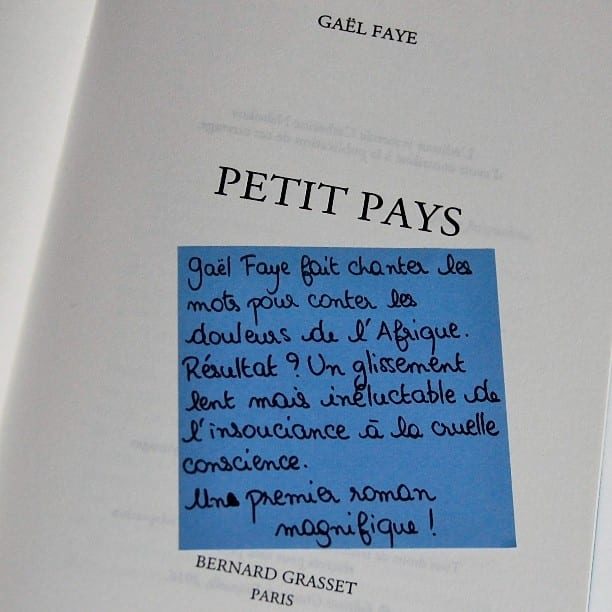 GAËL FAYE
PETIT PAYS
Gaël Faye fait chanter les
mots pour conter les
douleurs de l'Afrique.
Résultat ? Un glissement
lent mais inéluctable de
l'insouciance à la cruelle
conscience.
Un premier roman
magnifique !
BERNARD GRASSET
PARIS